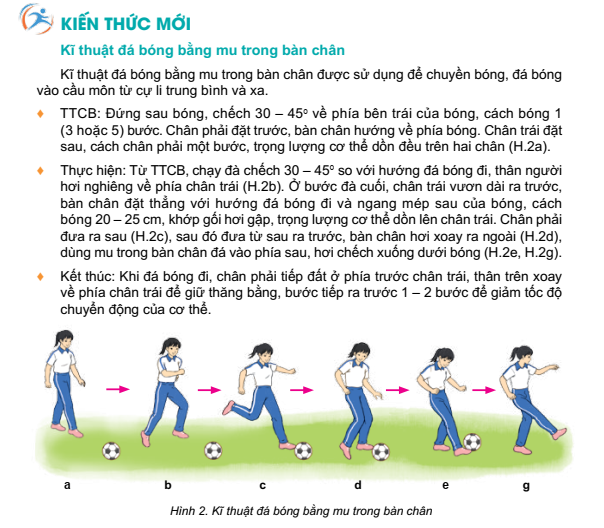 KIẾN THỨC MỚI
Kĩ thuật đá bóng bằng mu trong bàn chân
Kĩ thuật đá bóng bằng mu trong bàn chân được sử dụng để chuyền bóng, đá bóng
vào cầu môn từ cự li trung bình và xa.
♦ TTCB: Đứng sau bóng, chếch 30 – 45º về phía bên trái của bóng, cách bóng 1
(3 hoặc 5) bước. Chân phải đặt trước, bàn chân hướng về phía bóng. Chân trái đặt
sau, cách chân phải một bước, trọng lượng cơ thể dồn đều trên hai chân (H.2a).
♦ Thực hiện: Từ TTCB, chạy đà chếch 30 – 45º so với hướng đá bóng đi, thân người
hơi nghiêng về phía chân trái (H.2b). Ở bước đà cuối, chân trái vươn dài ra trước,
bàn chân đặt thẳng với hướng đá bóng đi và ngang mép sau của bóng, cách
bóng 20 – 25 cm, khớp gối hơi gập, trọng lượng cơ thể dồn lên chân trái. Chân phải
đưa ra sau (H.2c), sau đó đưa từ sau ra trước, bàn chân hơi xoay ra ngoài (H.2d),
dùng mu trong bàn chân đá vào phía sau, hơi chếch xuống dưới bóng (H.2e, H.2g).
♦ Kết thúc: Khi đá bóng đi, chân phải tiếp đất ở phía trước chân trái, thân trên xoay
về phía chân trái để giữ thăng bằng, bước tiếp ra trước 1 – 2 bước để giảm tốc độ
chuyển động của cơ thể.
a b c d e g
Hình 2. Kĩ thuật đá bóng bằng mu trong bàn chân